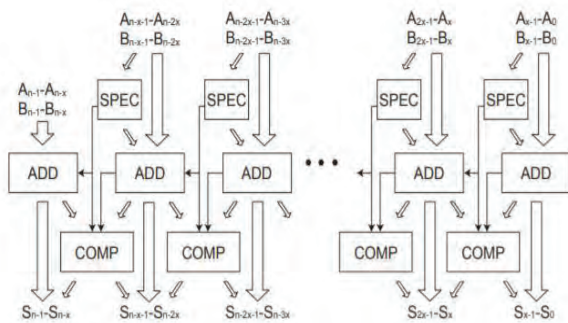 Aₙ₋ₓ₋₁~Aₙ₋₂ₓ Aₙ₋₂ₓ₋₁~Aₙ₋₃ₓ A₂ₓ₋₁~Aₓ Aₓ₋₁~A₀
Bₙ₋ₓ₋₁~Bₙ₋₂ₓ Bₙ₋₂ₓ₋₁~Bₙ₋₃ₓ B₂ₓ₋₁~Bₓ Bₓ₋₁~B₀
Aₙ₋₁~Aₙ₋ₓ
Bₙ₋₁~Bₙ₋ₓ
SPEC SPEC SPEC SPEC
ADD ADD ADD ••• ADD ADD
COMP COMP COMP COMP
Sₙ₋₁~Sₙ₋ₓ Sₙ₋ₓ₋₁~Sₙ₋₂ₓ Sₙ₋₂ₓ₋₁~Sₙ₋₃ₓ S₂ₓ₋₁~Sₓ Sₓ₋₁~S₀